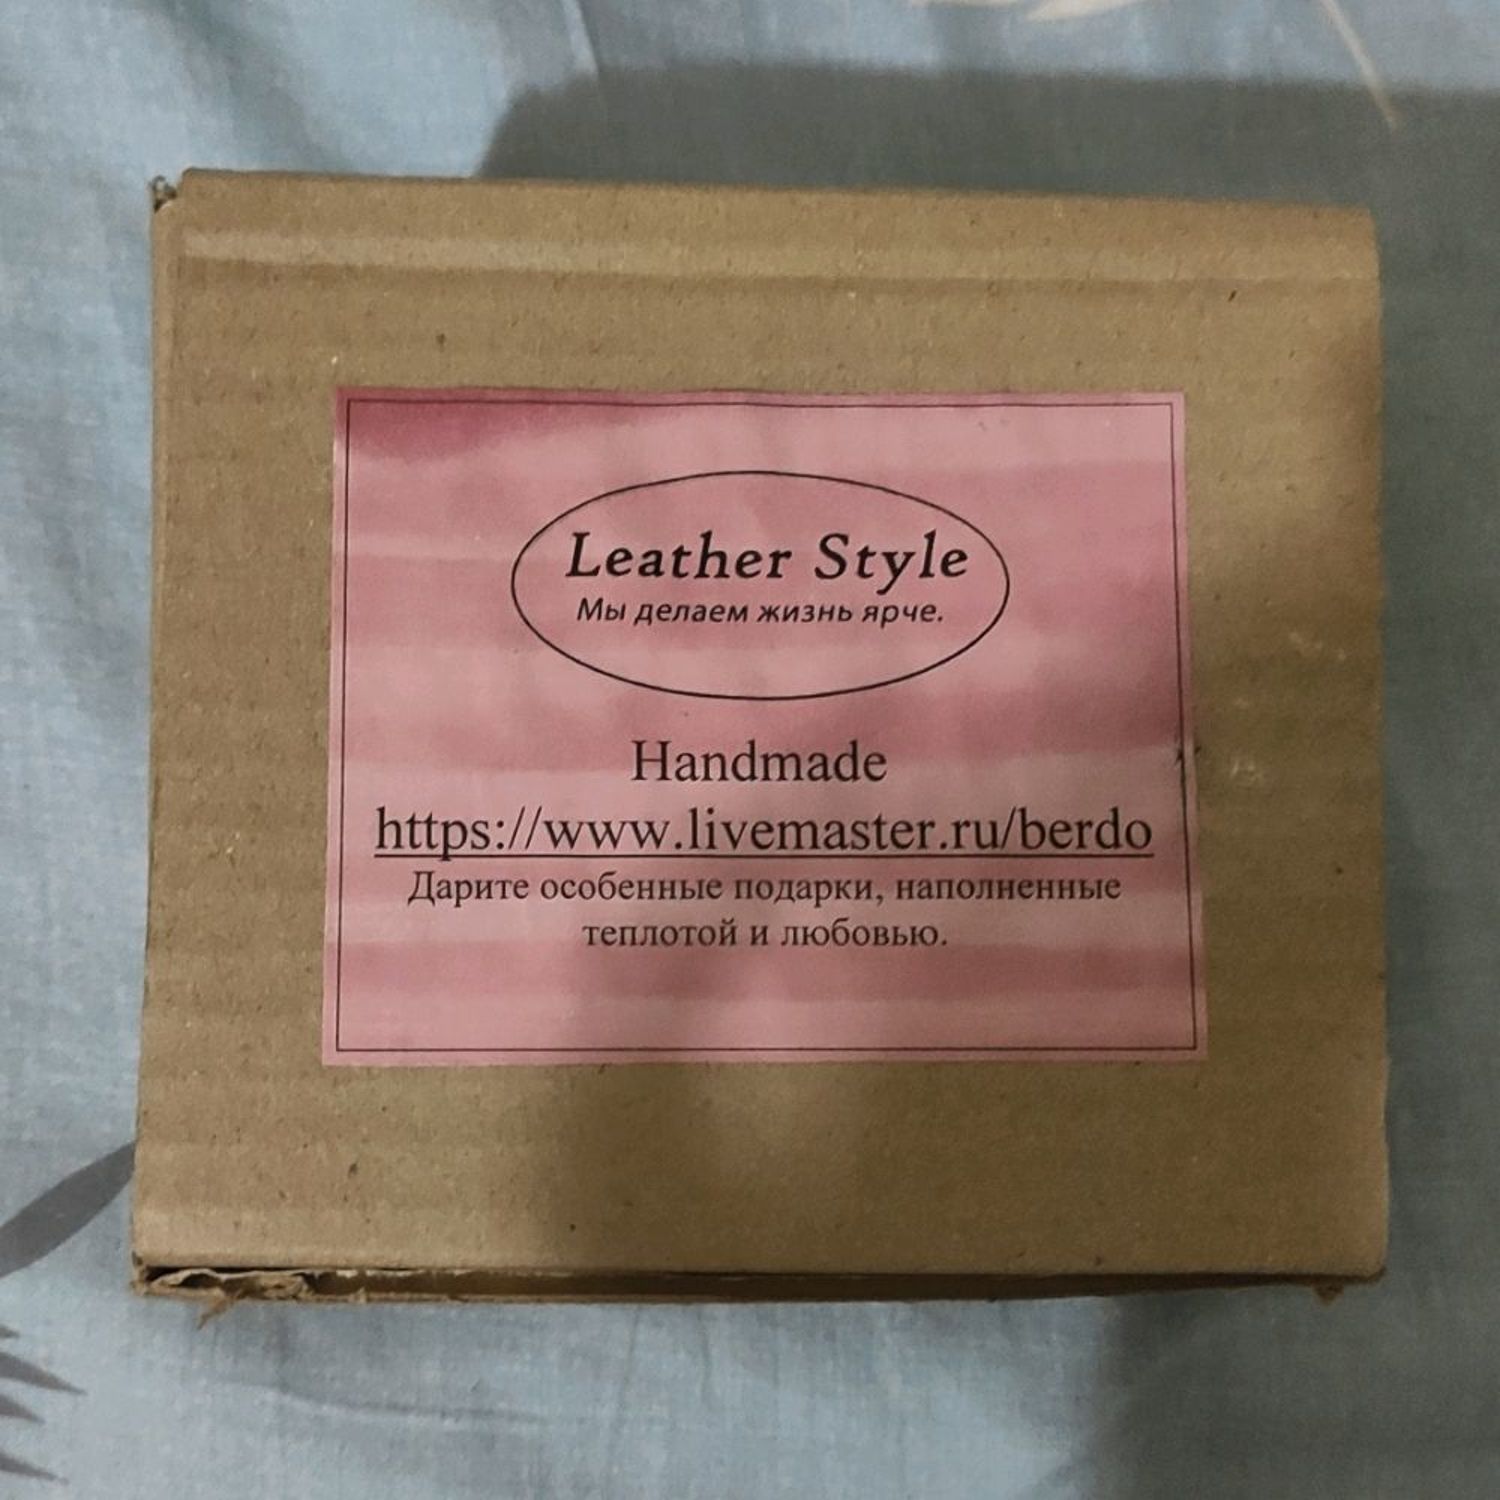 Leather Style
Мы делаем жизнь ярче.
Handmade
https://www.livemaster.ru/berdo
Дарите особенные подарки, наполненные
теплотой и любовью.